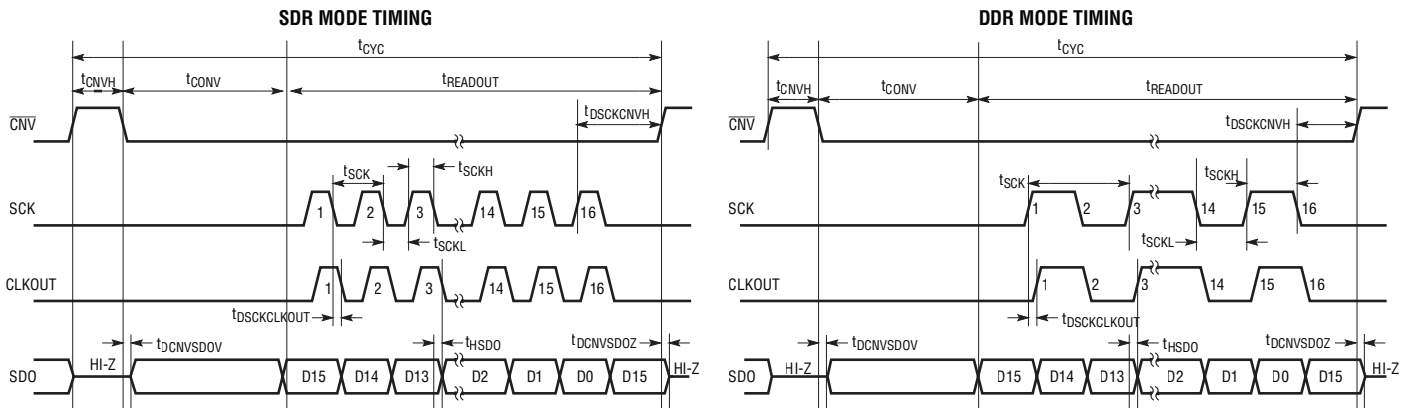 SDR MODE TIMING
tCYC
tCNVH
tCONV
tREADOUT
tDSCKCNVH
CNV
tSCK
tSCKH
SCK
1 2 3 14 15 16
tSCKL
CLKOUT
1 2 3 14 15 16
tDSCKCLKOUT
tDCNVSDOV
tHSDO
tDCNVSDOZ
SDO
HI-Z
D15 D14 D13 D2 D1 D0 D15
HI-Z
DDR MODE TIMING
tCYC
tCNVH
tCONV
tREADOUT
tDSCKCNVH
CNV
tSCK
tSCKH
SCK
1 2 3 14 15 16
tSCKL
CLKOUT
1 2 3 14 15 16
tDSCKCLKOUT
tDCNVSDOV
tHSDO
tDCNVSDOZ
SDO
HI-Z
D15 D14 D13 D2 D1 D0 D15
HI-Z